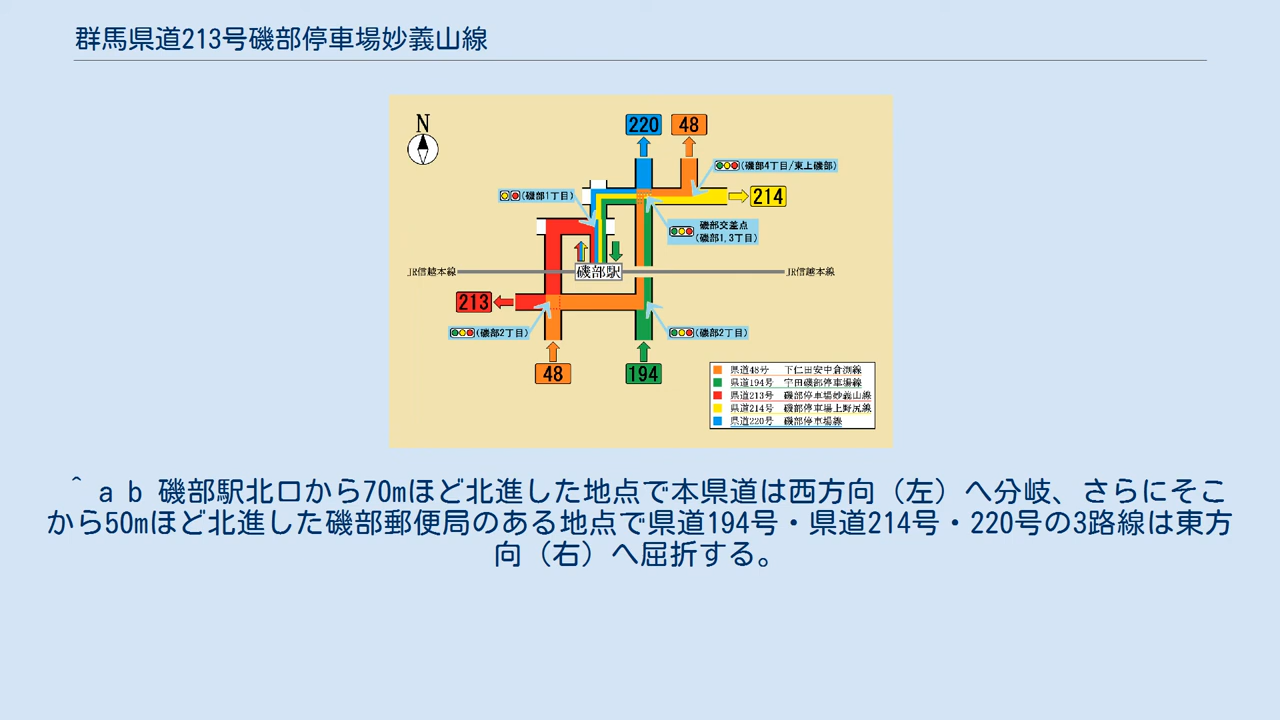 群馬県道213号磯部停車場妙義山線
N
220
48
(磯部4丁目/東上磯部)
(磯部1丁目)
214
磯部交差点
(磯部1,3丁目)
JR信越本線
磯部駅
JR信越本線
213
(磯部2丁目)
(磯部2丁目)
48
194
県道48号 下仁田安中倉渕線
県道194号 宇田磯部停車場線
県道213号 磯部停車場妙義山線
県道214号 磯部停車場上野尻線
県道220号 磯部停車場線
^ a b 磯部駅北口から70mほど北進した地点で本県道は西方向（左）へ分岐、さらにそこ
から50mほど北進した磯部郵便局のある地点で県道194号・県道214号・220号の3路線は東方
向（右）へ屈折する。